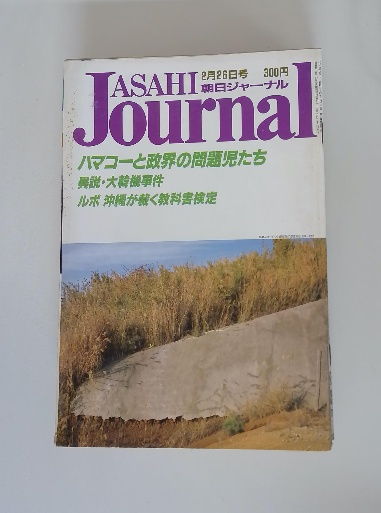 ASAHI
2月26日号 300円
朝日ジャーナル
Journal
ハマコーと政界の問題児たち
異説・大韓機事件
ルポ 沖縄が裁く教科書検定